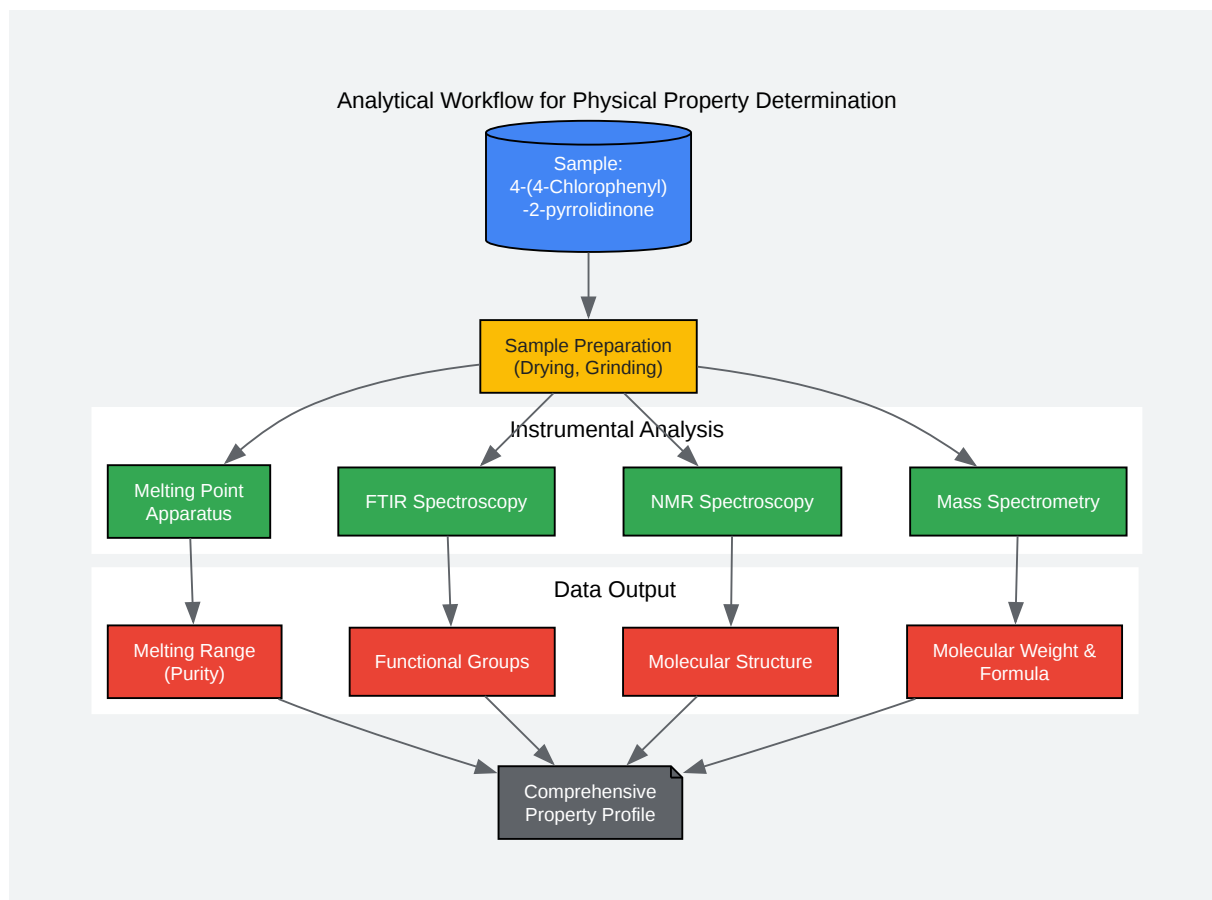 Analytical Workflow for Physical Property Determination
Sample:
4-(4-Chlorophenyl)
-2-pyrrolidinone
Sample Preparation
(Drying, Grinding)
Instrumental Analysis
Melting Point
Apparatus
FTIR Spectroscopy
NMR Spectroscopy
Mass Spectrometry
Data Output
Melting Range
(Purity)
Functional Groups
Molecular Structure
Molecular Weight &
Formula
Comprehensive
Property Profile